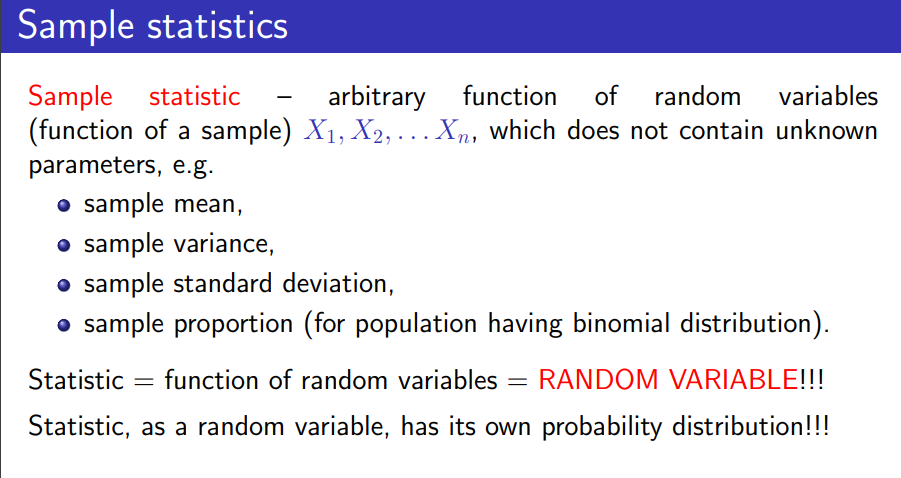 Sample statistics
Sample statistic – arbitrary function of random variables
(function of a sample) X₁, X₂, . . . Xₙ, which does not contain unknown
parameters, e.g.
sample mean,
sample variance,
sample standard deviation,
sample proportion (for population having binomial distribution).
Statistic = function of random variables = RANDOM VARIABLE!!!
Statistic, as a random variable, has its own probability distribution!!!